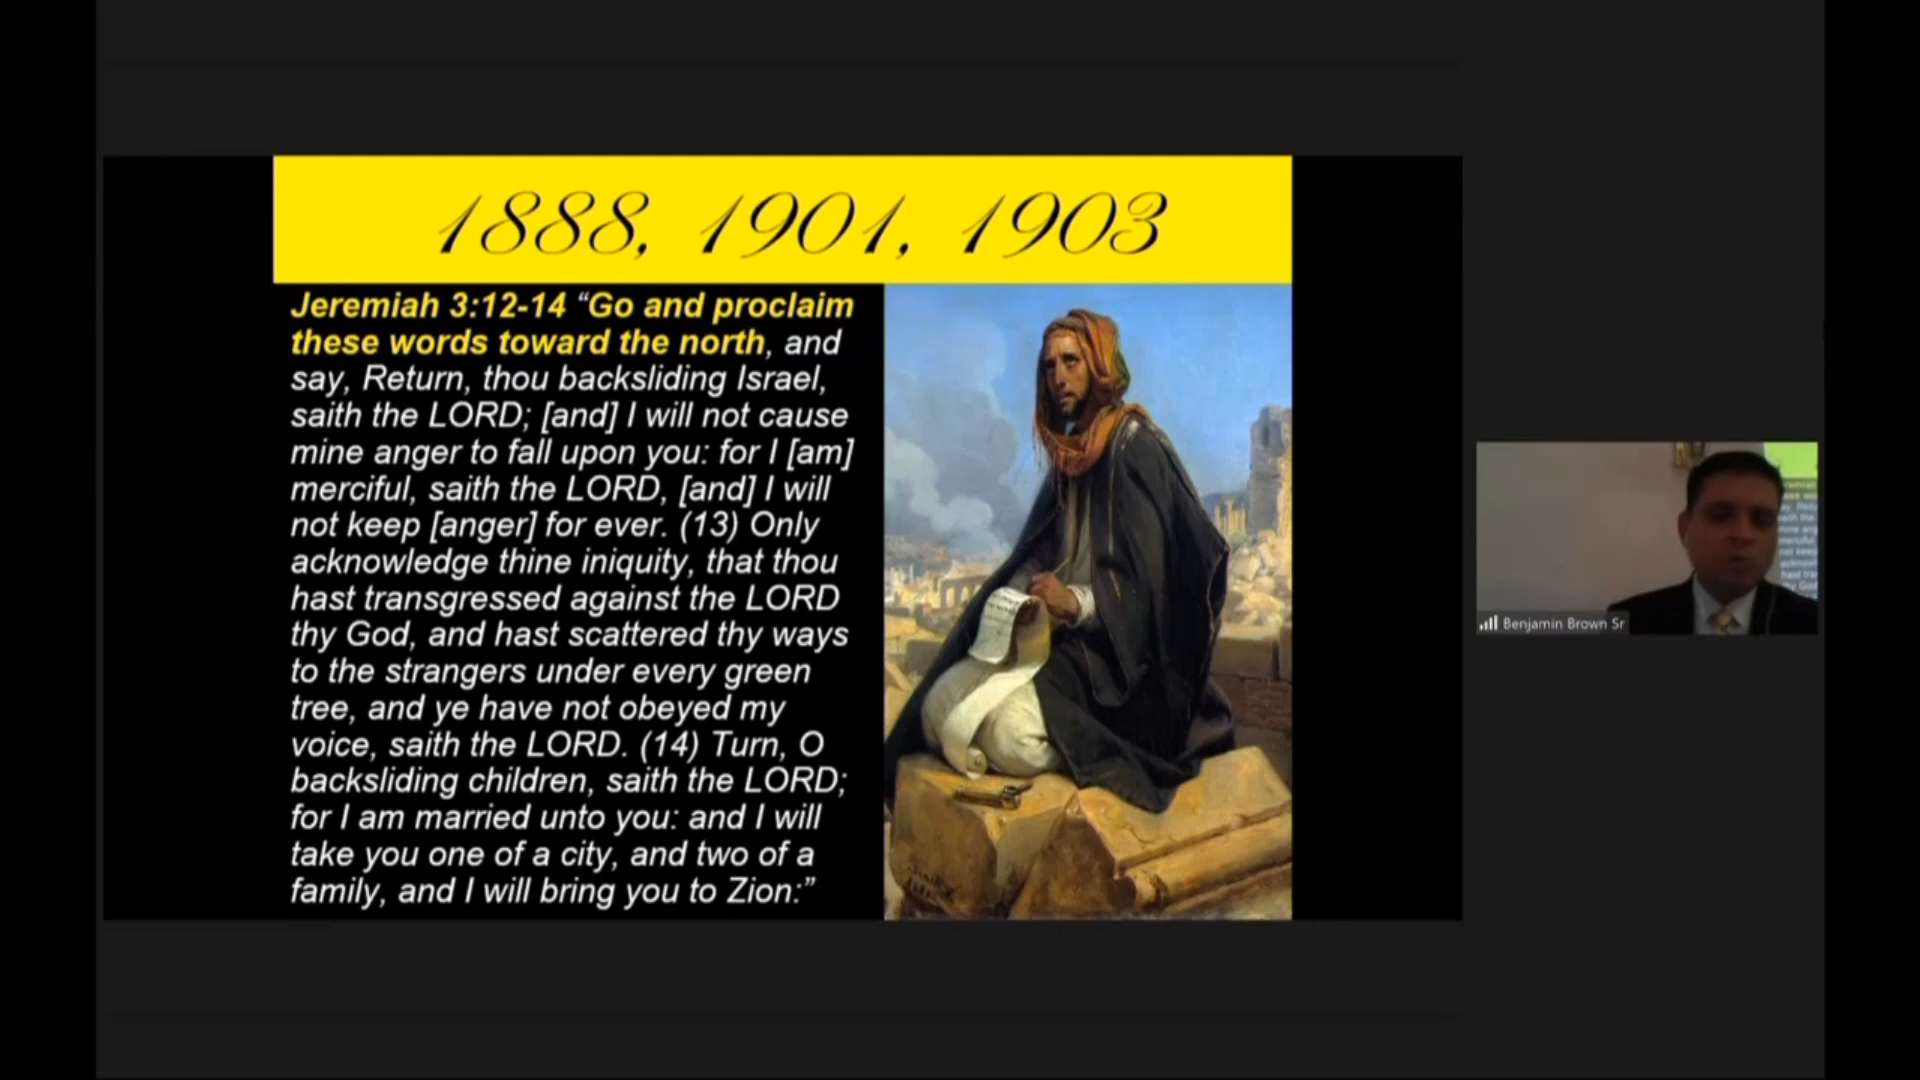 1888, 1901, 1903
Jeremiah 3:12-14 “Go and proclaim
these words toward the north, and
say, Return, thou backsliding Israel,
saith the LORD; [and] I will not cause
mine anger to fall upon you: for I [am]
merciful, saith the LORD, [and] I will
not keep [anger] for ever. (13) Only
acknowledge thine iniquity, that thou
hast transgressed against the LORD
thy God, and hast scattered thy ways
to the strangers under every green
tree, and ye have not obeyed my
voice, saith the LORD. (14) Turn, O
backsliding children, saith the LORD;
for I am married unto you: and I will
take you one of a city, and two of a
family, and I will bring you to Zion:”
Benjamin Brown Sr